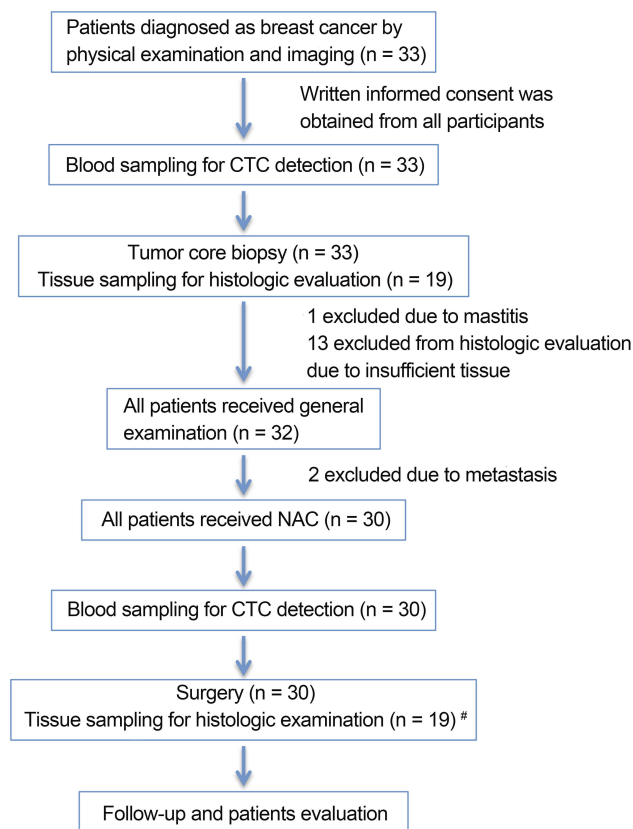 Patients diagnosed as breast cancer by
physical examination and imaging (n = 33)
Written informed consent was
obtained from all participants
Blood sampling for CTC detection (n = 33)
Tumor core biopsy (n = 33)
Tissue sampling for histologic evaluation (n = 19)
1 excluded due to mastitis
13 excluded from histologic evaluation
due to insufficient tissue
All patients received general
examination (n = 32)
2 excluded due to metastasis
All patients received NAC (n = 30)
Blood sampling for CTC detection (n = 30)
Surgery (n = 30)
Tissue sampling for histologic examination (n = 19) #
Follow-up and patients evaluation